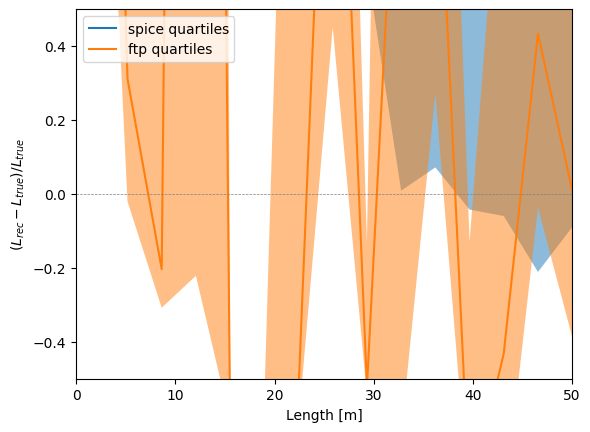 spice quartiles
ftp quartiles
0.4
0.2
0.0
−0.2
−0.4
(L_rec − L_true)/L_true
0 10 20 30 40 50
Length [m]